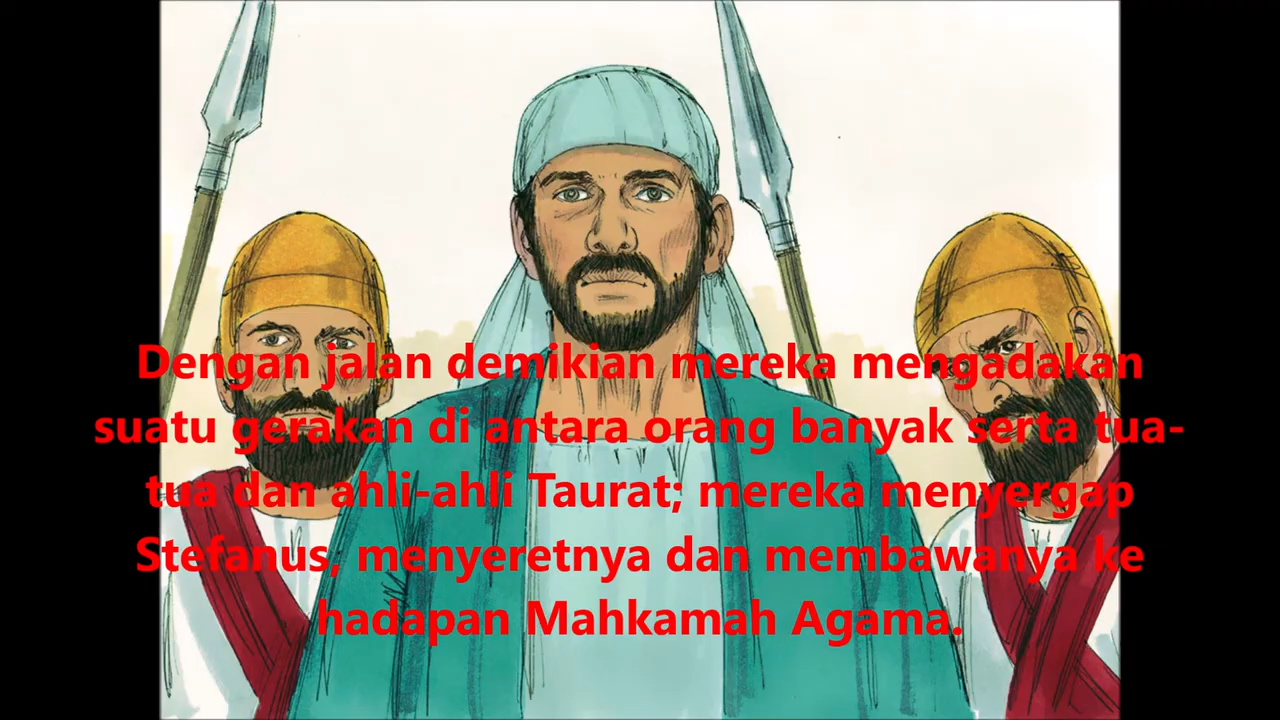 Dengan jalan demikian mereka mengadakan
suatu gerakan di antara orang banyak serta tua-
tua dan ahli-ahli Taurat; mereka menyergap
Stefanus, menyeretnya dan membawanya ke
hadapan Mahkamah Agama.